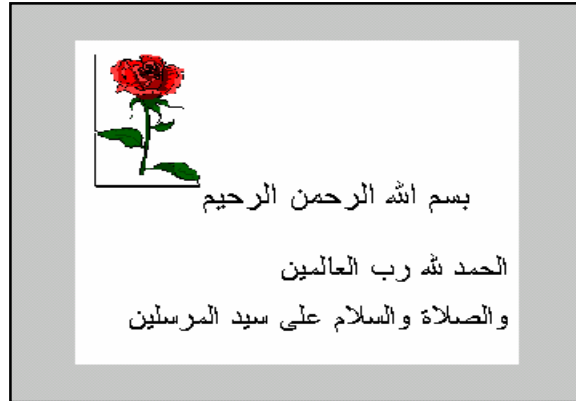 بسم الله الرحمن الرحيم
الحمد لله رب العالمين
والصلاة والسلام على سيد المرسلين